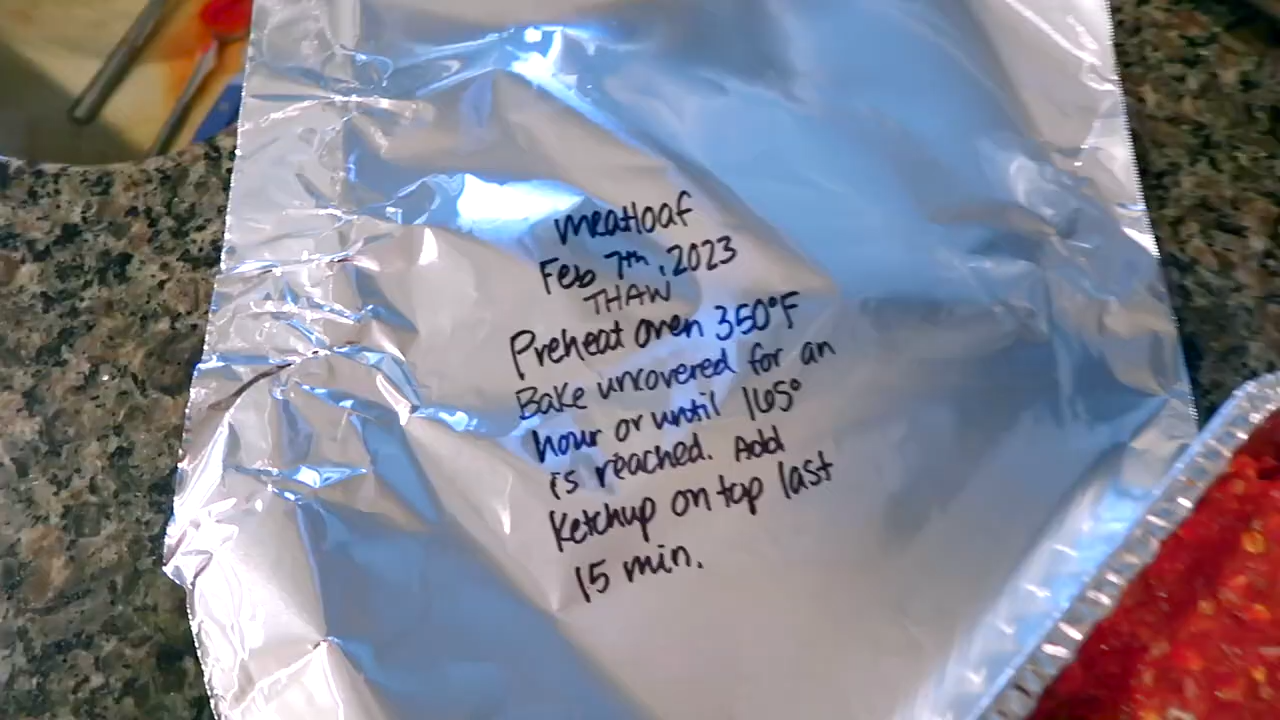 Meatloaf
Feb 7th, 2023
THAW
Preheat oven 350°F
Bake uncovered for an
hour or until 165°
is reached. Add
Ketchup on top last
15 min.